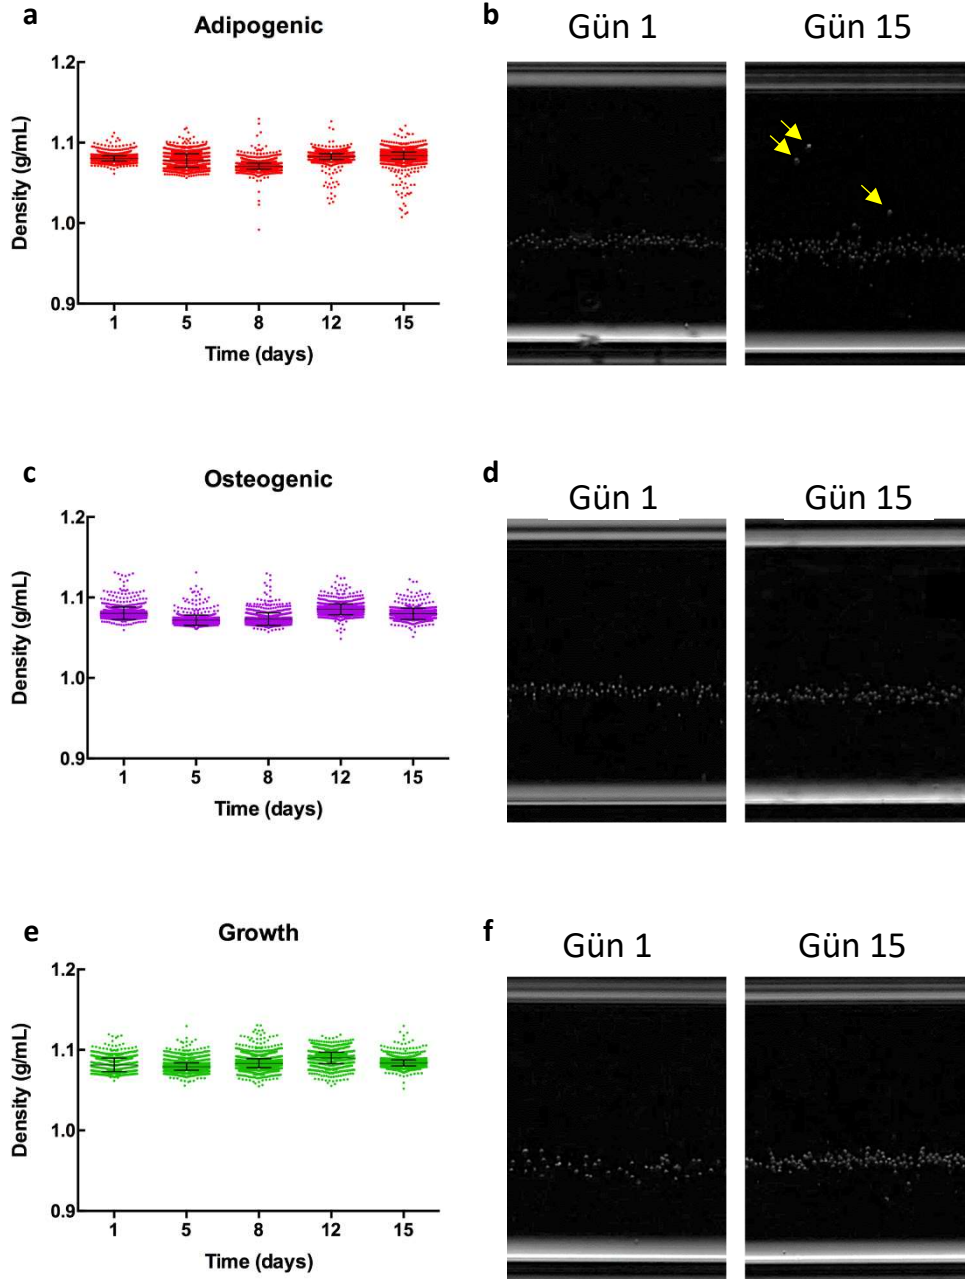 a
Adipogenic
b
Gün 1
Gün 15
1.2
1.1
1.0
0.9
Density (g/mL)
1 5 8 12 15
Time (days)
c
Osteogenic
d
Gün 1
Gün 15
1.2
1.1
1.0
0.9
Density (g/mL)
1 5 8 12 15
Time (days)
e
Growth
f
Gün 1
Gün 15
1.2
1.1
1.0
0.9
Density (g/mL)
1 5 8 12 15
Time (days)